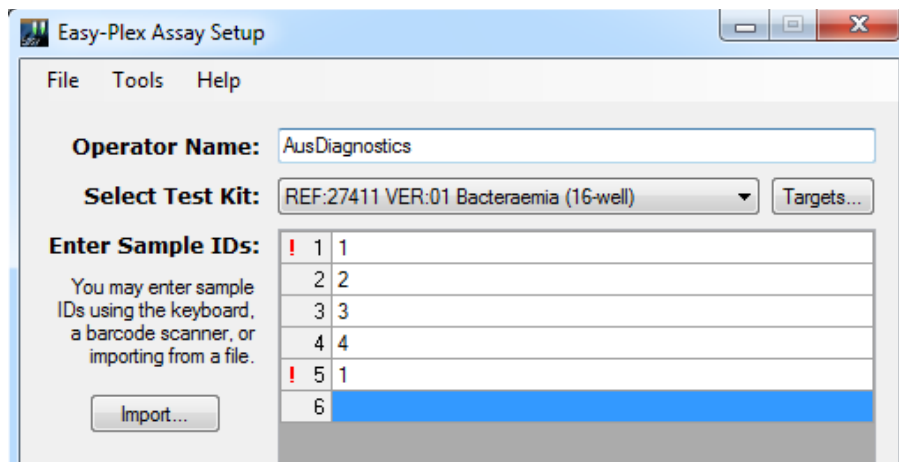 Easy-Plex Assay Setup
File Tools Help
Operator Name: AusDiagnostics
Select Test Kit: REF:27411 VER:01 Bacteraemia (16-well) Targets...
Enter Sample IDs:
You may enter sample
IDs using the keyboard,
a barcode scanner, or
importing from a file.
Import...
! 1 1
2 2
3 3
4 4
! 5 1
6